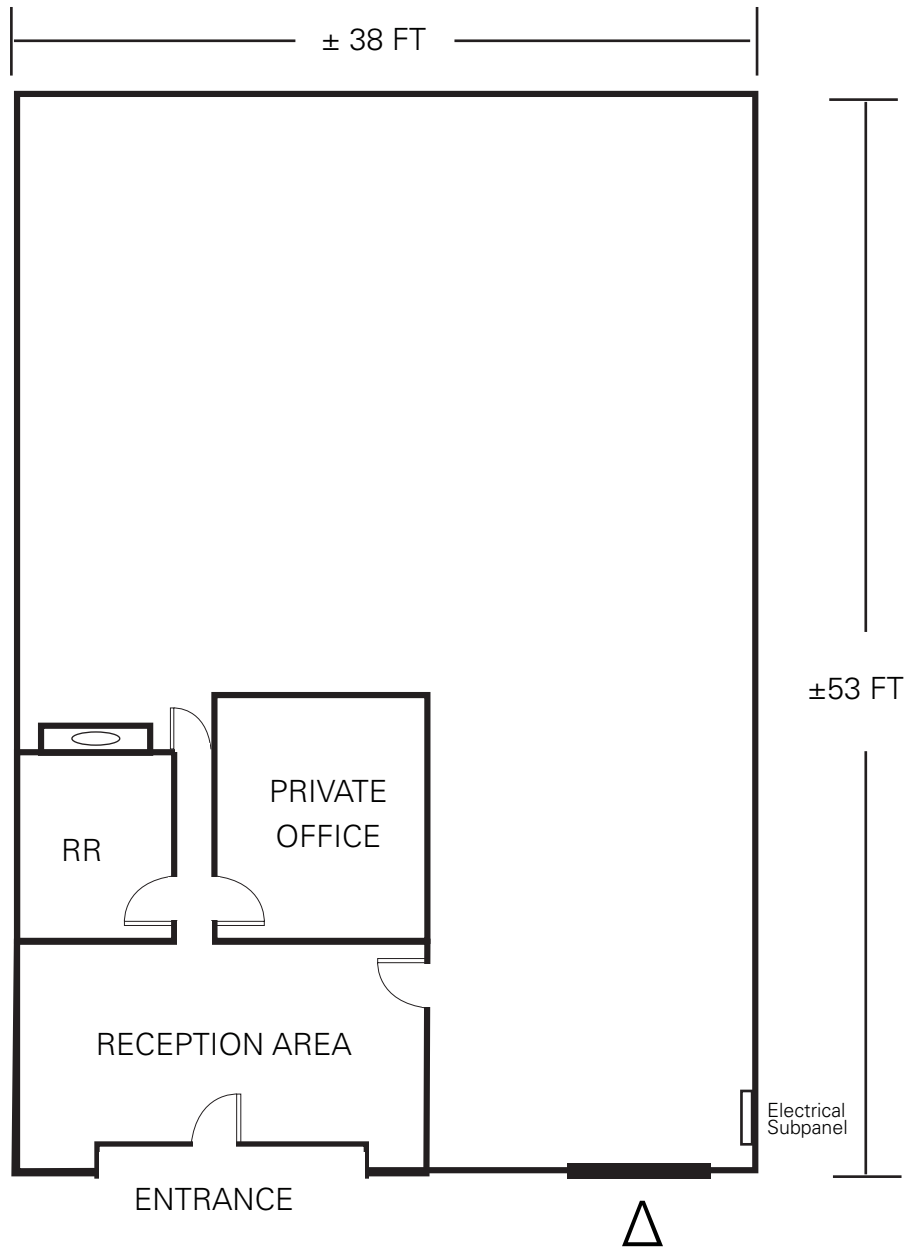 ± 38 FT
±53 FT
PRIVATE
OFFICE
RR
RECEPTION AREA
Electrical
Subpanel
ENTRANCE